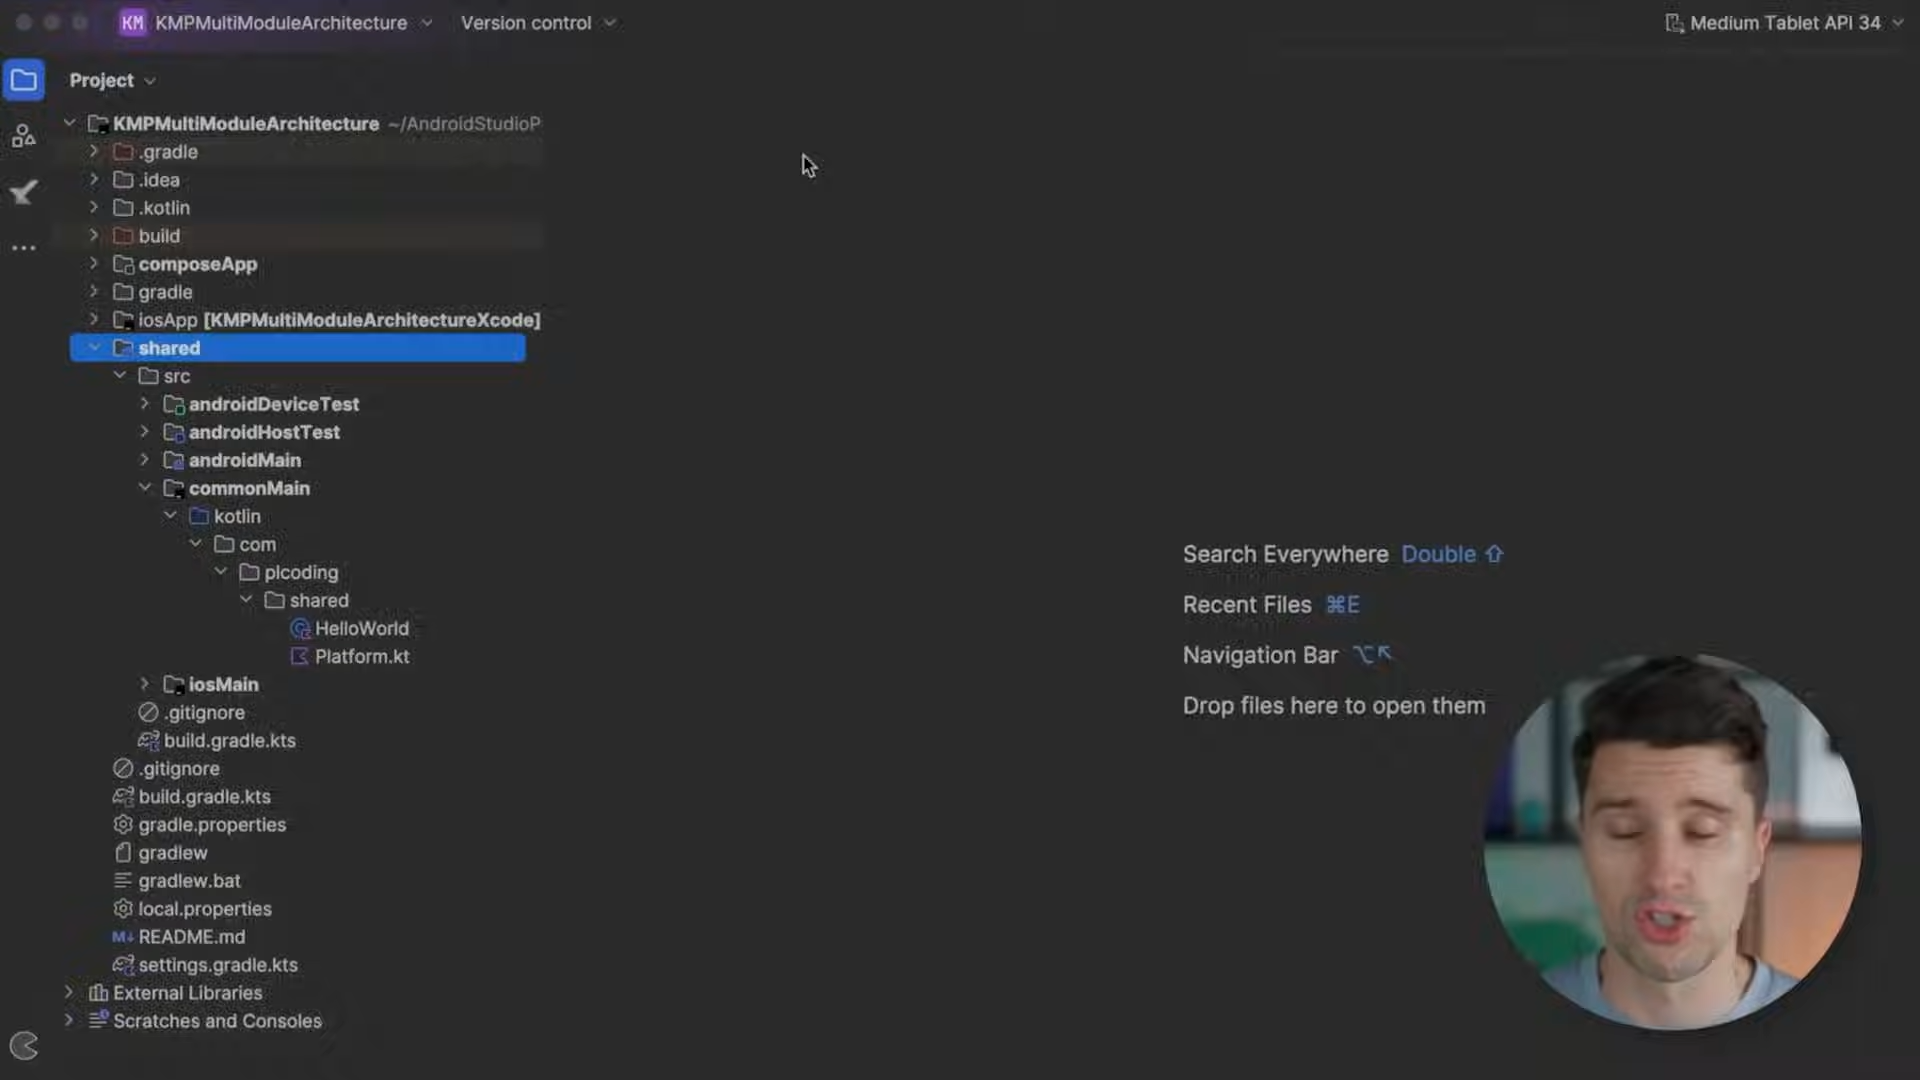 KM KMPMultiModuleArchitecture Version control Medium Tablet API 34
Project
KMPMultiModuleArchitecture ~/AndroidStudioP
.gradle
.idea
.kotlin
build
composeApp
gradle
iosApp [KMPMultiModuleArchitectureXcode]
shared
src
androidDeviceTest
androidHostTest
androidMain
commonMain
kotlin
com
plcoding
shared
HelloWorld
Platform.kt
iosMain
.gitignore
build.gradle.kts
.gitignore
build.gradle.kts
gradle.properties
gradlew
gradlew.bat
local.properties
M↓ README.md
settings.gradle.kts
External Libraries
Scratches and Consoles
Search Everywhere Double ⇧
Recent Files ⌘E
Navigation Bar ⌥↖
Drop files here to open them